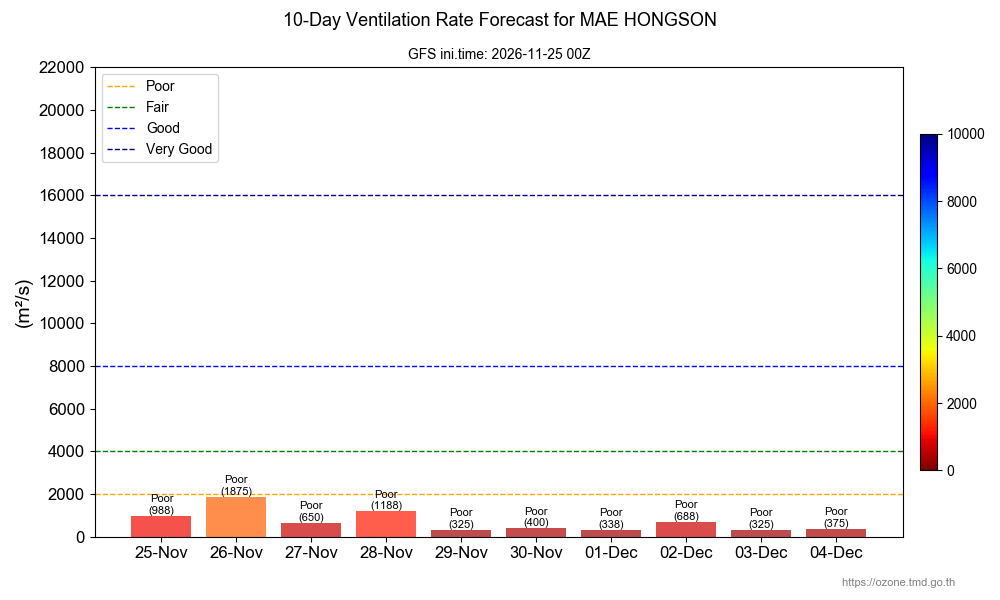 10-Day Ventilation Rate Forecast for MAE HONGSON
GFS ini.time: 2026-11-25 00Z
22000
20000
18000
16000
14000
12000
10000
8000
6000
4000
2000
0
(m²/s)
Poor
Fair
Good
Very Good
Poor
(988)
Poor
(1875)
Poor
(650)
Poor
(1188)
Poor
(325)
Poor
(400)
Poor
(338)
Poor
(688)
Poor
(325)
Poor
(375)
25-Nov 26-Nov 27-Nov 28-Nov 29-Nov 30-Nov 01-Dec 02-Dec 03-Dec 04-Dec
10000
8000
6000
4000
2000
0
https://ozone.tmd.go.th